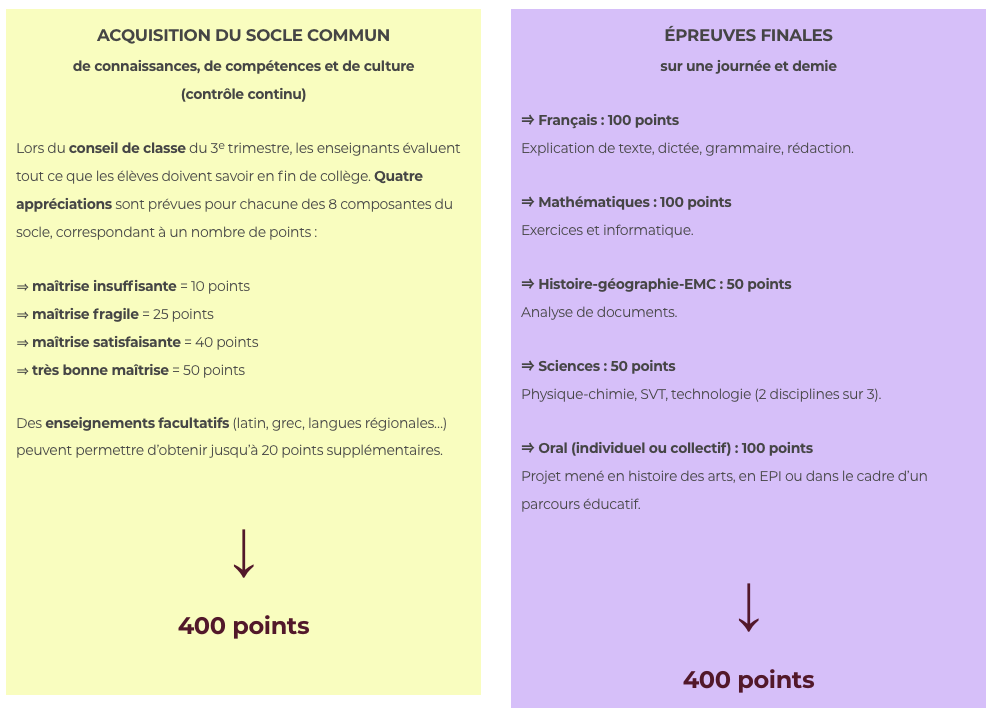 ACQUISITION DU SOCLE COMMUN
de connaissances, de compétences et de culture
(contrôle continu)
Lors du conseil de classe du 3e trimestre, les enseignants évaluent
tout ce que les élèves doivent savoir en fin de collège. Quatre
appréciations sont prévues pour chacune des 8 composantes du
socle, correspondant à un nombre de points :
⇒ maîtrise insuffisante = 10 points
⇒ maîtrise fragile = 25 points
⇒ maîtrise satisfaisante = 40 points
⇒ très bonne maîtrise = 50 points
Des enseignements facultatifs (latin, grec, langues régionales...)
peuvent permettre d’obtenir jusqu’à 20 points supplémentaires.
↓
400 points
ÉPREUVES FINALES
sur une journée et demie
⇒ Français : 100 points
Explication de texte, dictée, grammaire, rédaction.
⇒ Mathématiques : 100 points
Exercices et informatique.
⇒ Histoire-géographie-EMC : 50 points
Analyse de documents.
⇒ Sciences : 50 points
Physique-chimie, SVT, technologie (2 disciplines sur 3).
⇒ Oral (individuel ou collectif) : 100 points
Projet mené en histoire des arts, en EPI ou dans le cadre d’un
parcours éducatif.
↓
400 points